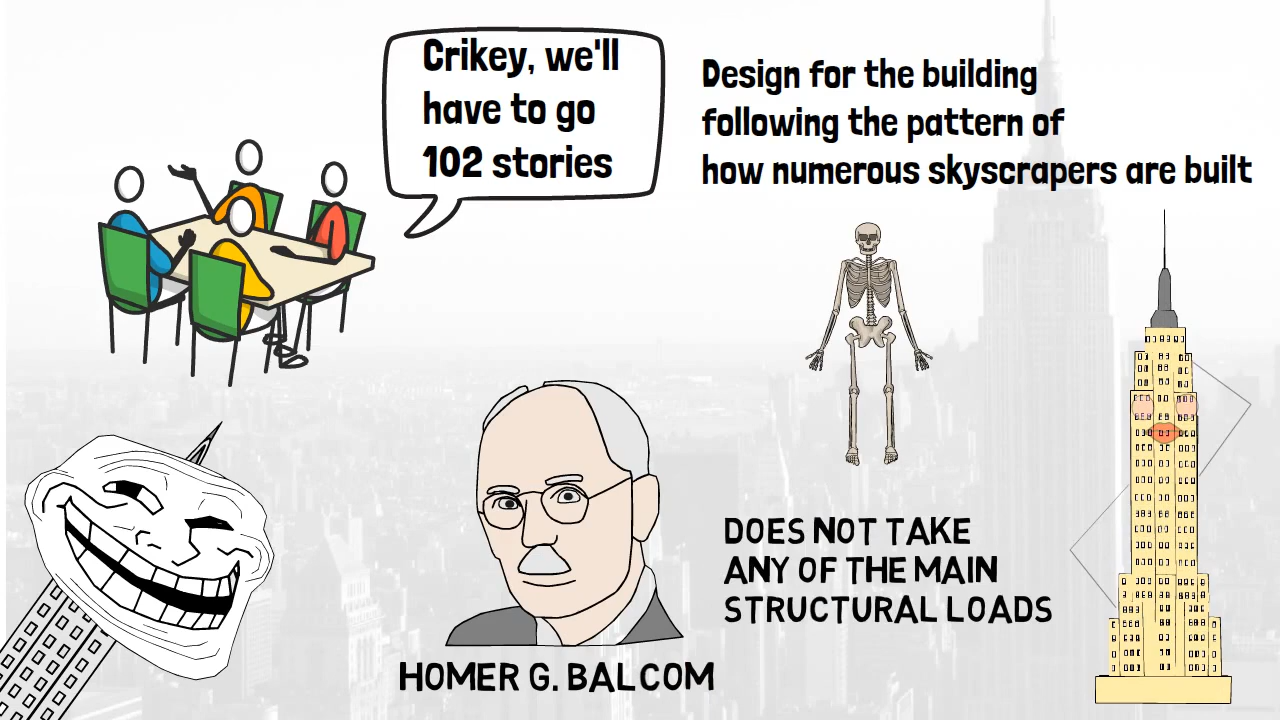 Crikey, we'll
have to go
102 stories
Design for the building
following the pattern of
how numerous skyscrapers are built
DOES NOT TAKE
ANY OF THE MAIN
STRUCTURAL LOADS
HOMER G. BALCOM